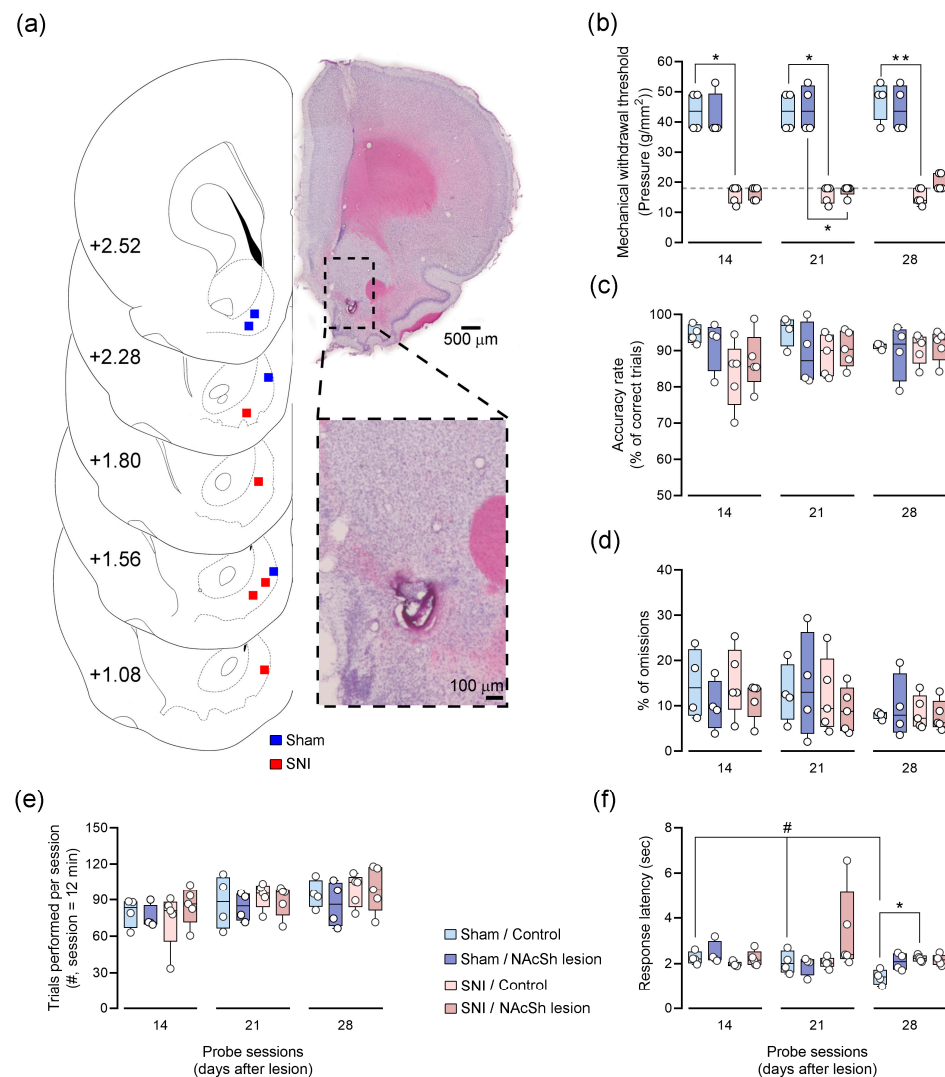 (a)
+2.52
+2.28
+1.80
+1.56
+1.08
500 μm
100 μm
Sham
SNI
(b)
Mechanical withdrawal threshold
(Pressure (g/mm²))
60
50
40
30
20
10
0
* * **
*
14 21 28
(c)
Accuracy rate
(% of correct trials)
100
90
80
90
60
50
14 21 28
(d)
% of omissions
40
30
20
10
0
14 21 28
(e)
Trials performed per session
(#, session = 12 min)
150
120
90
60
30
0
14 21 28
Probe sessions
(days after lesion)
Sham / Control
Sham / NAcSh lesion
SNI / Control
SNI / NAcSh lesion
(f)
Response latency (sec)
8
6
4
2
0
#
*
14 21 28
Probe sessions
(days after lesion)